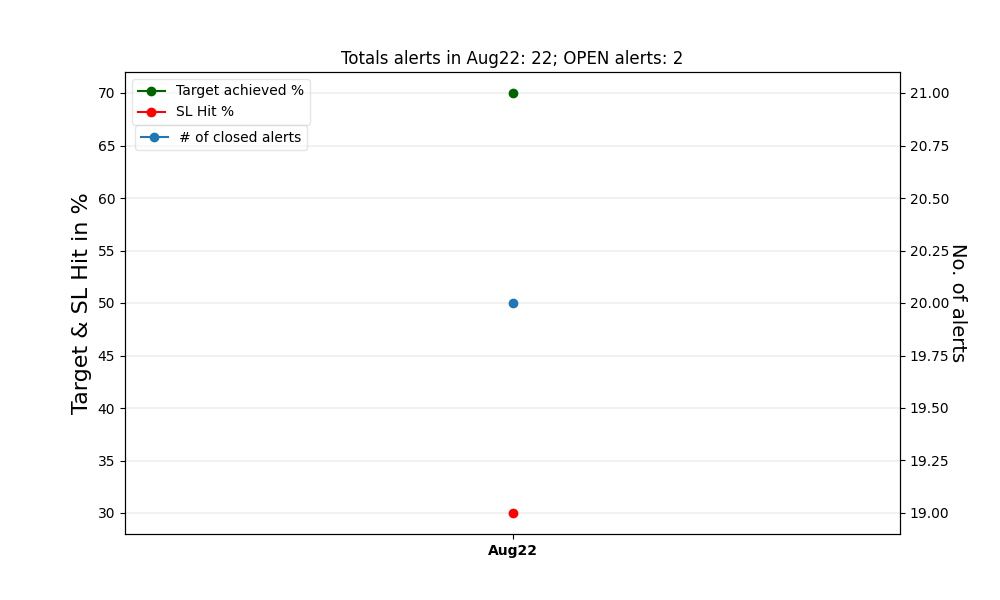 Totals alerts in Aug22: 22; OPEN alerts: 2
Target achieved %
SL Hit %
# of closed alerts
Target & SL Hit in %
70
65
60
55
50
45
40
35
30
21.00
20.75
20.50
20.25
20.00
19.75
19.50
19.25
19.00
No. of alerts
Aug22